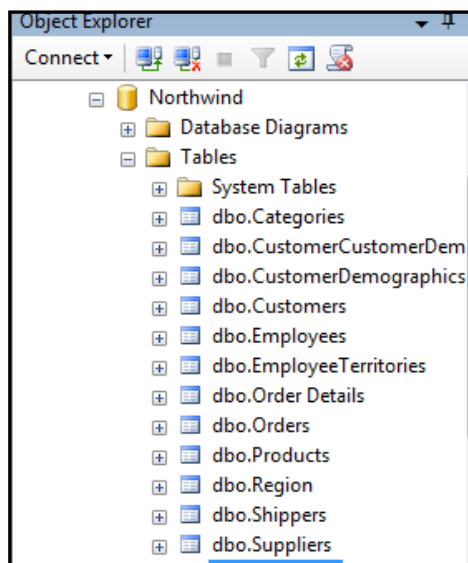 Object Explorer
Connect
Northwind
Database Diagrams
Tables
System Tables
dbo.Categories
dbo.CustomerCustomerDem
dbo.CustomerDemographics
dbo.Customers
dbo.Employees
dbo.EmployeeTerritories
dbo.Order Details
dbo.Orders
dbo.Products
dbo.Region
dbo.Shippers
dbo.Suppliers